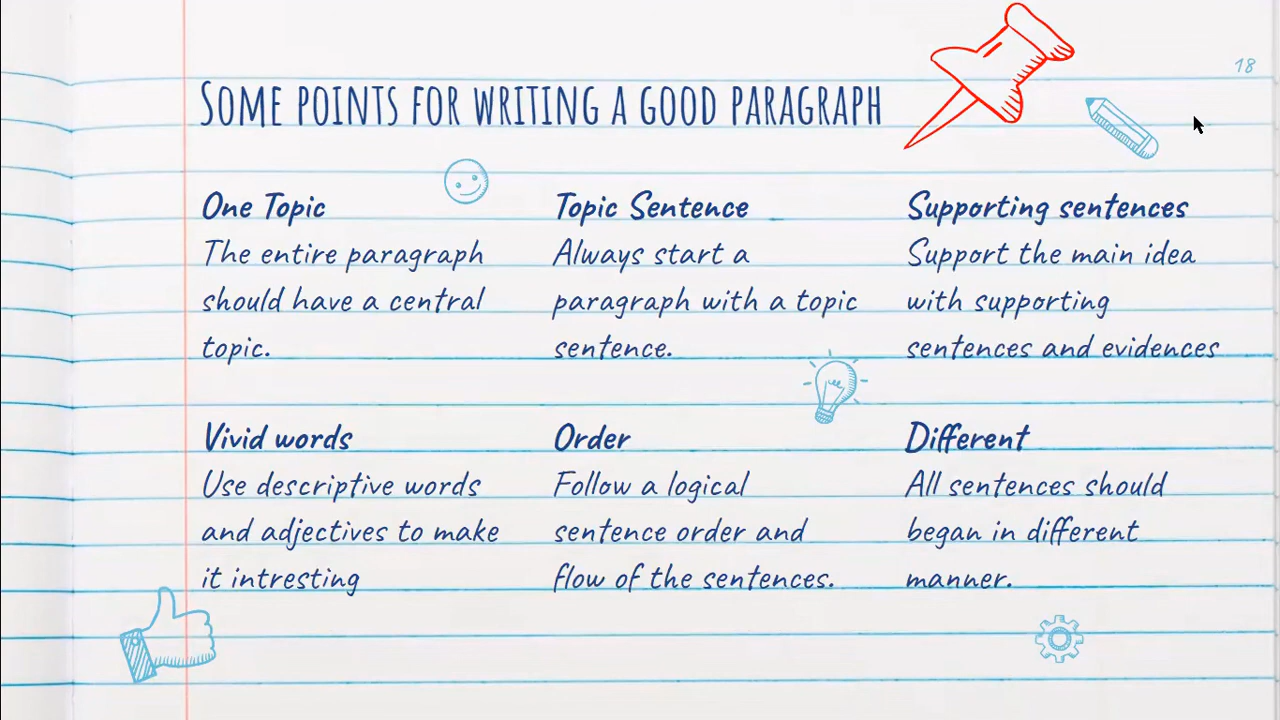 18
Some points for writing a good paragraph
One Topic
The entire paragraph
should have a central
topic.
Topic Sentence
Always start a
paragraph with a topic
sentence.
Supporting sentences
Support the main idea
with supporting
sentences and evidences
Vivid words
Use descriptive words
and adjectives to make
it intresting
Order
Follow a logical
sentence order and
flow of the sentences.
Different
All sentences should
began in different
manner.